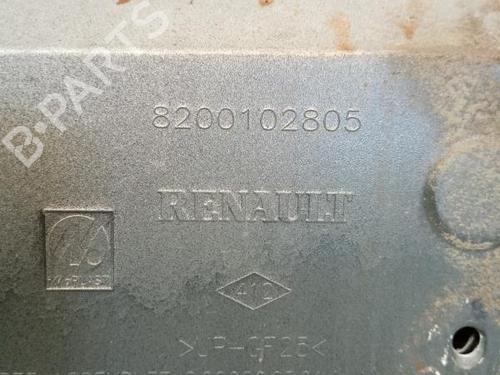 B-PARTS
8200102805
RENAULT
412
>UP-GF25<